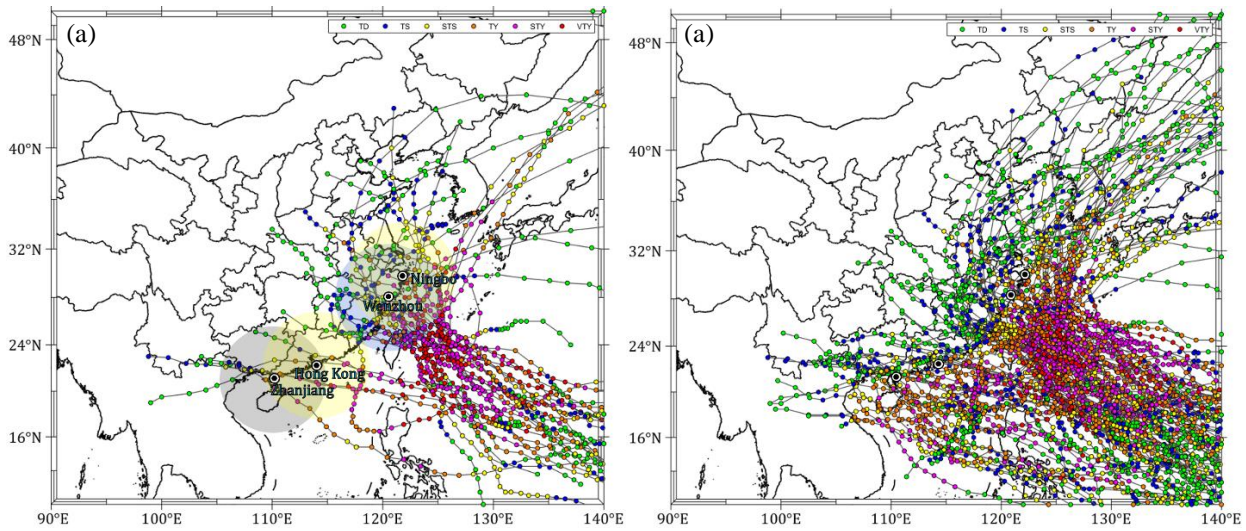 (a)
TD TS STS TY STY VTY
48°N
40°N
32°N
24°N
16°N
Ningbo
Wenzhou
Hong Kong
Zhanjiang
90°E 100°E 110°E 120°E 130°E 140°E
(a)
TD TS STS TY STY VTY
48°N
40°N
32°N
24°N
16°N
90°E 100°E 110°E 120°E 130°E 140°E